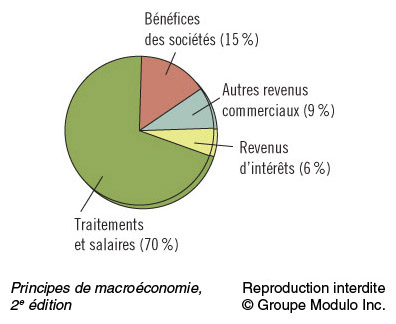 Bénéfices
des sociétés (15 %)
Autres revenus
commerciaux (9 %)
Revenus
d'intérêts (6 %)
Traitements
et salaires (70 %)
Principes de macroéconomie,
2e édition
Reproduction interdite
© Groupe Modulo Inc.